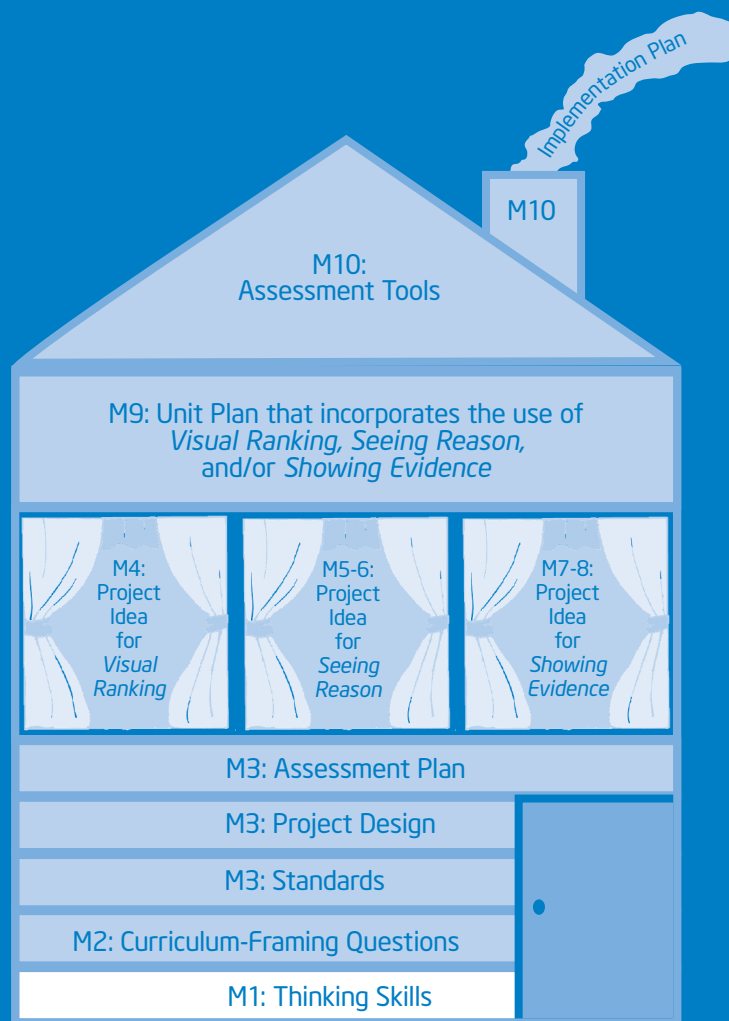 Implementation Plan
M10
M10:
Assessment Tools
M9: Unit Plan that incorporates the use of
Visual Ranking, Seeing Reason,
and/or Showing Evidence
M4:
Project
Idea
for
Visual
Ranking
M5-6:
Project
Idea
for
Seeing
Reason
M7-8:
Project
Idea
for
Showing
Evidence
M3: Assessment Plan
M3: Project Design
M3: Standards
M2: Curriculum-Framing Questions
M1: Thinking Skills